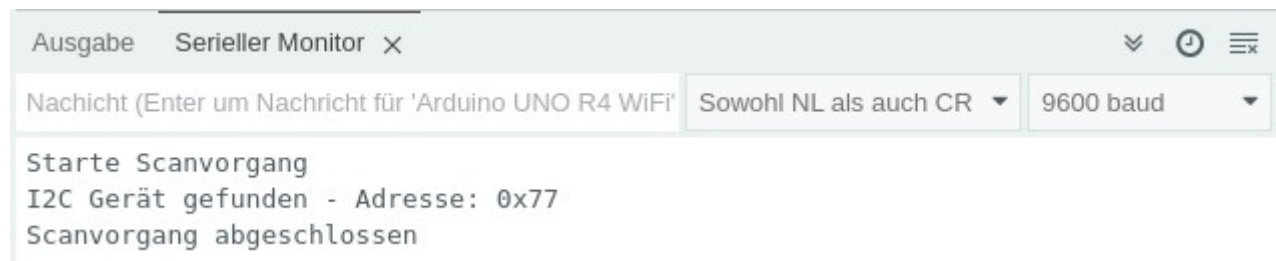 Ausgabe Serieller Monitor
Nachicht (Enter um Nachricht für 'Arduino UNO R4 WiFi' Sowohl NL als auch CR 9600 baud
Starte Scanvorgang
I2C Gerät gefunden - Adresse: 0x77
Scanvorgang abgeschlossen